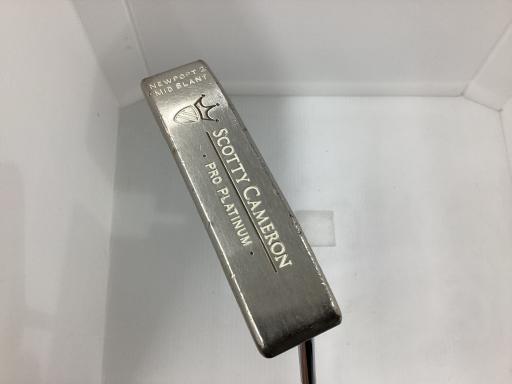 NEWPORT 2
MID SLANT
SCOTTY CAMERON
PRO PLATINUM